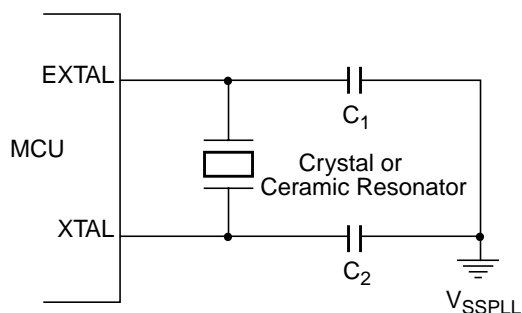 EXTAL
C1
MCU
Crystal or
Ceramic Resonator
XTAL
C2
VSSPLL